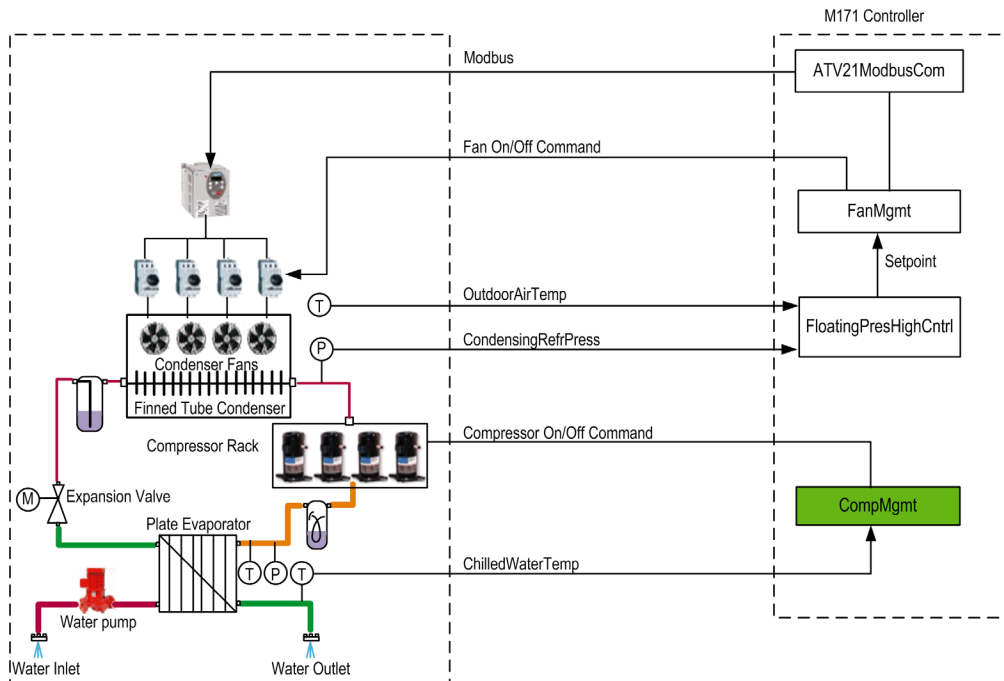 M171 Controller
Modbus
ATV21ModbusCom
Fan On/Off Command
FanMgmt
Setpoint
OutdoorAirTemp
T
FloatingPresHighCntrl
CondensingRefrPress
P
Condenser Fans
Finned Tube Condenser
Compressor Rack
Compressor On/Off Command
M
Expansion Valve
CompMgmt
Plate Evaporator
ChilledWaterTemp
T
P
T
Water pump
Water Inlet
Water Outlet